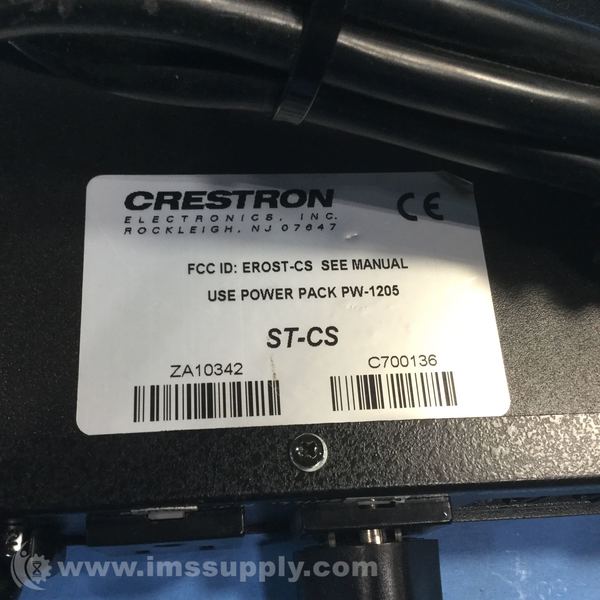 CRESTRON
ELECTRONICS, INC.
ROCKLEIGH, NJ 07647
CE
FCC ID: EROST-CS SEE MANUAL
USE POWER PACK PW-1205
ST-CS
ZA10342 C700136
© www.imssupply.com